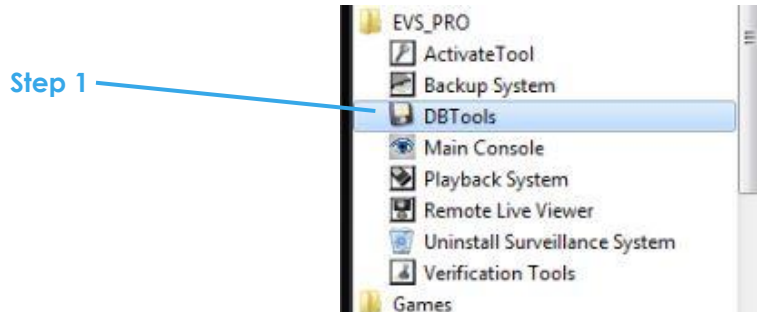 EVS_PRO
ActivateTool
Step 1
Backup System
DBTools
Main Console
Playback System
Remote Live Viewer
Uninstall Surveillance System
Verification Tools
Games